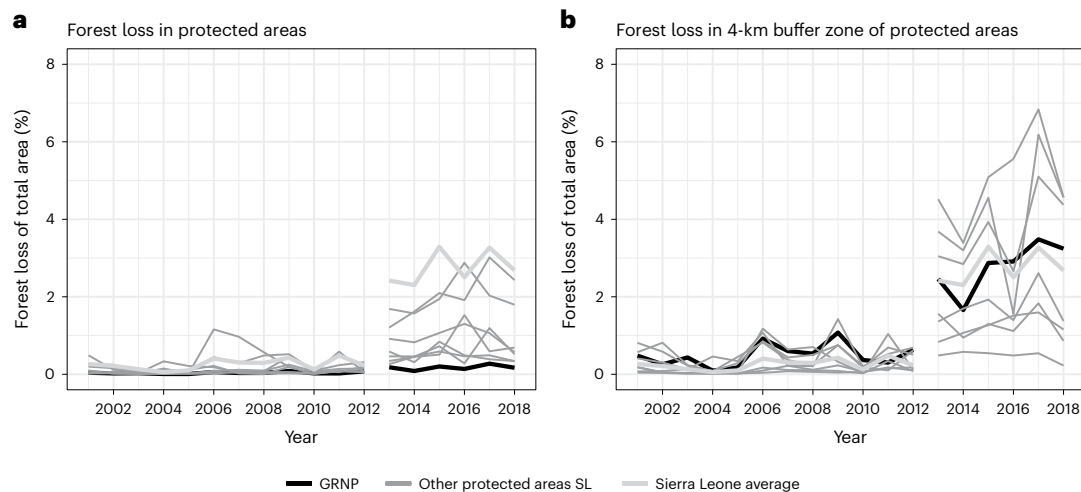 a
Forest loss in protected areas
8
6
4
2
0
Forest loss of total area (%)
2002 2004 2006 2008 2010 2012 2014 2016 2018
Year
b
Forest loss in 4-km buffer zone of protected areas
8
6
4
2
0
Forest loss of total area (%)
2002 2004 2006 2008 2010 2012 2014 2016 2018
Year
GRNP Other protected areas SL Sierra Leone average